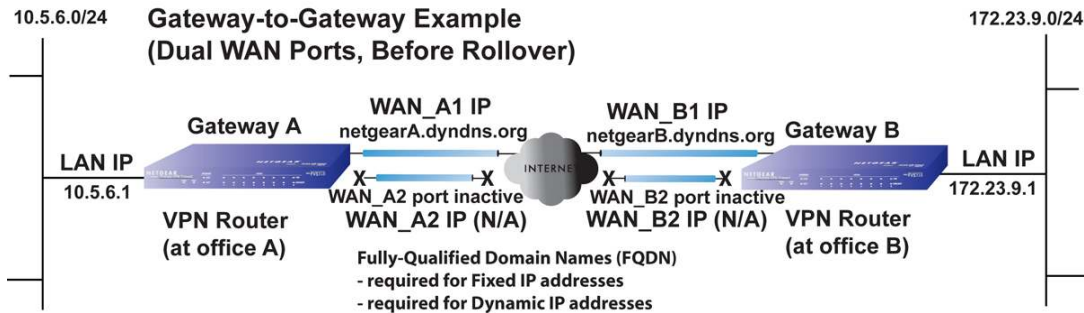 10.5.6.0/24
Gateway-to-Gateway Example
(Dual WAN Ports, Before Rollover)
172.23.9.0/24
WAN_A1 IP
netgearA.dyndns.org
WAN_B1 IP
netgearB.dyndns.org
Gateway A
Gateway B
NETGEAR
NETGEAR
INTERNE
LAN IP
10.5.6.1
LAN IP
172.23.9.1
X X
X X
WAN_A2 port inactive
WAN_A2 IP (N/A)
WAN_B2 port inactive
WAN_B2 IP (N/A)
VPN Router
(at office A)
VPN Router
(at office B)
Fully-Qualified Domain Names (FQDN)
- required for Fixed IP addresses
- required for Dynamic IP addresses